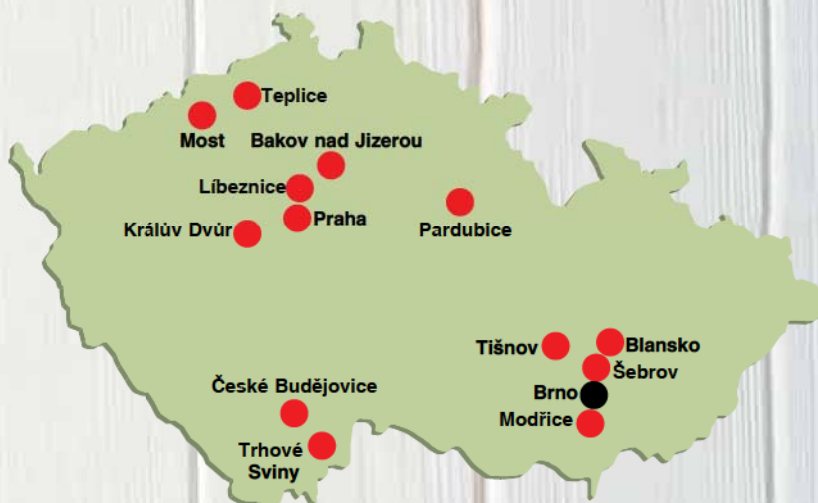 Teplice
Most
Bakov nad Jizerou
Líbeznice
Praha
Králův Dvůr
Pardubice
Tišnov
Blansko
Šebrov
Brno
Modřice
České Budějovice
Trhové
Sviny